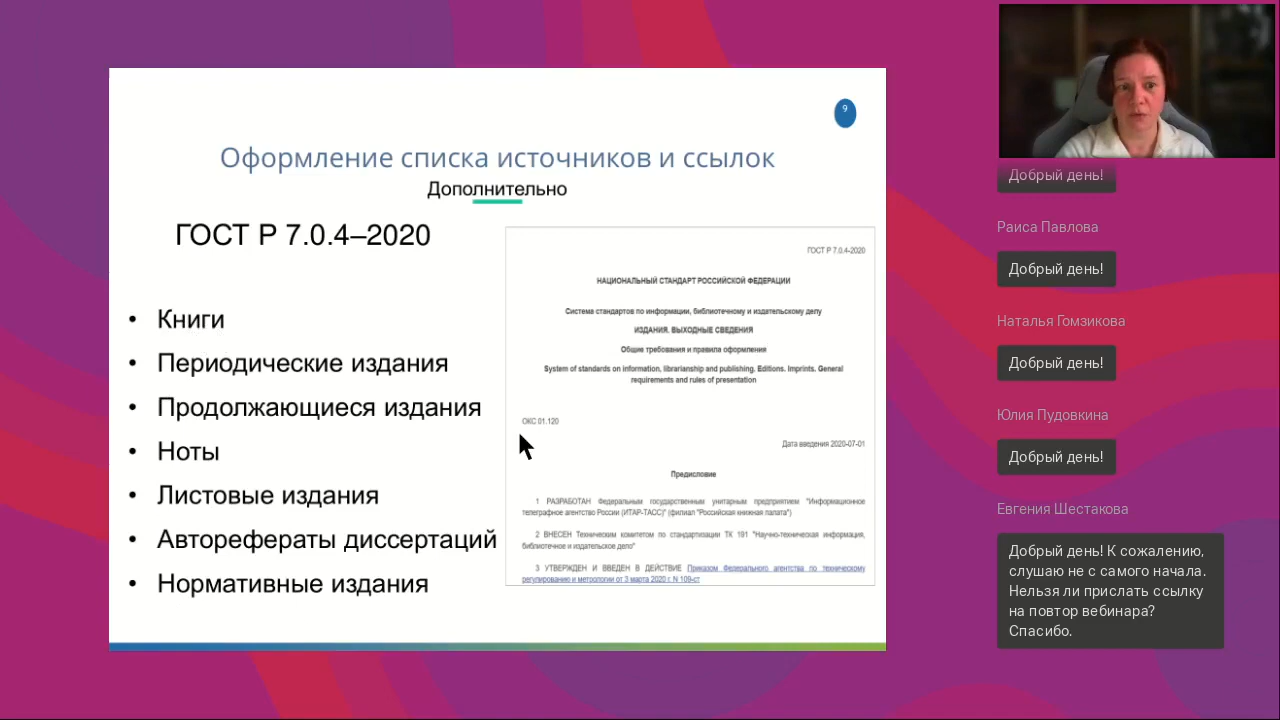 9
Оформление списка источников и ссылок
Дополнительно
ГОСТ Р 7.0.4–2020
• Книги
• Периодические издания
• Продолжающиеся издания
• Ноты
• Листовые издания
• Авторефераты диссертаций
• Нормативные издания
ГОСТ Р 7.0.4-2020
НАЦИОНАЛЬНЫЙ СТАНДАРТ РОССИЙСКОЙ ФЕДЕРАЦИИ
Система стандартов по информации, библиотечному и издательскому делу
ИЗДАНИЯ. ВЫХОДНЫЕ СВЕДЕНИЯ
Общие требования и правила оформления
System of standards on information, librarianship and publishing. Editions. Imprints. General
requirements and rules of presentation
ОКС 01.120
Дата введения 2020-07-01
Предисловие
1 РАЗРАБОТАН Федеральным государственным унитарным предприятием "Информационное
телеграфное агентство России (ИТАР-ТАСС)" (филиал "Российская книжная палата")
2 ВНЕСЕН Техническим комитетом по стандартизации ТК 191 "Научно-техническая информация,
библиотечное и издательское дело"
3 УТВЕРЖДЕН И ВВЕДЕН В ДЕЙСТВИЕ Приказом Федерального агентства по техническому
регулированию и метрологии от 3 марта 2020 г. N 109-ст
Добрый день!
Раиса Павлова
Добрый день!
Наталья Гомзикова
Добрый день!
Юлия Пудовкина
Добрый день!
Евгения Шестакова
Добрый день! К сожалению,
слушаю не с самого начала.
Нельзя ли прислать ссылку
на повтор вебинара?
Спасибо.